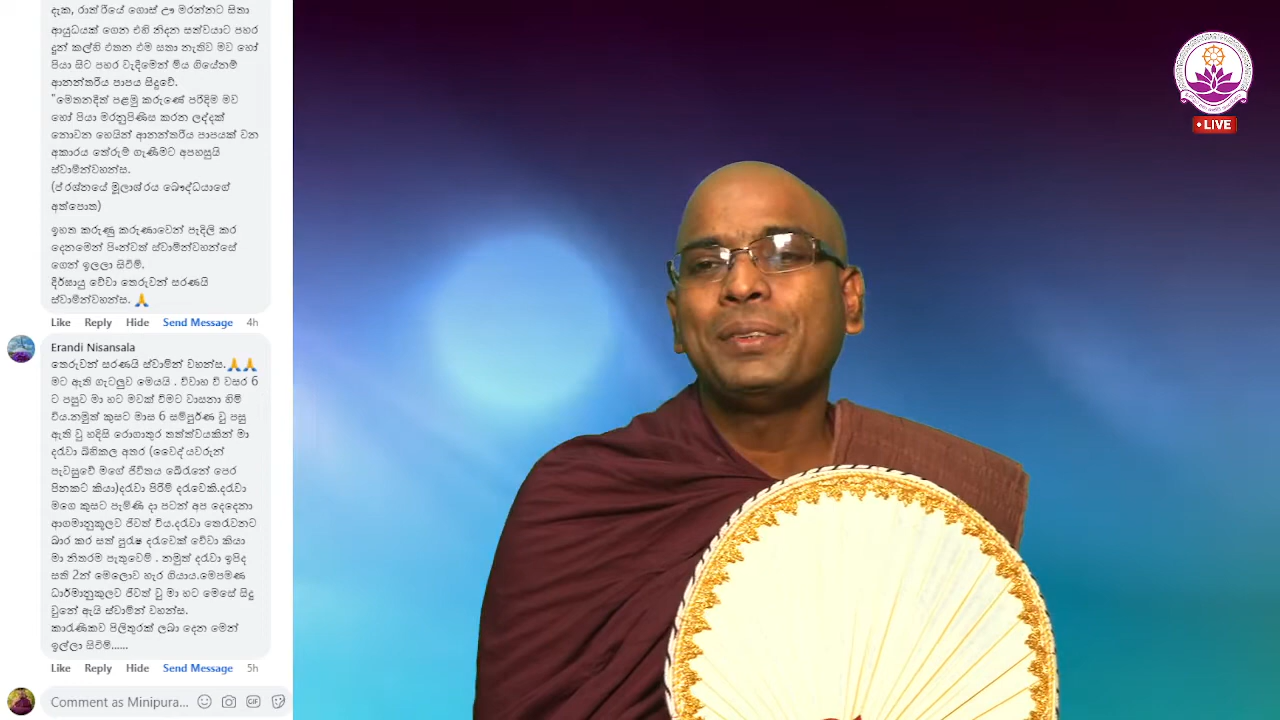 දැක, රාත්‍රියේ ගොස් ඌ මරන්නට සිතා
ආයුධයක් ගෙන එහි නිදන සත්වයාට පහර
දුන් කල්හි එතන එම සතා නැතිව මව හෝ
පියා සිට පහර වැදීමෙන් මිය ගියේනම්
ආනන්තරීය පාපය සිදුවේ.
"මෙතනදිත් පළමු කරුණේ පරිදිම මව
හෝ පියා මරනුපිණිස කරන ලද්දක්
නොවන හෙයින් ආනන්තරීය පාපයක් වන
අකාරය තේරුම් ගැණීමට අපහසුයි
ස්වාමින්වහන්ස.
(ප්රශ්නයේ මූලාශ්රය බෞද්ධයාගේ
අත්පොත)
ඉහත කරුණු කරුණාවෙන් පැදිලි කර
දෙනමෙන් පිංන්වත් ස්වාමින්වහන්සේ
ගෙන් ඉලලා සිටිමි.
දීර්ඝායු වේවා තෙරුවන් සරණයි
ස්වාමින්වහන්ස. 🙏
Like Reply Hide Send Message 4h
Erandi Nisansala
තෙරුවන් සරණයි ස්වාමින් වහන්ස.🙏🙏
මට ඇති ගැටලුව මෙයයි . විවාහ වී වසර 6
ට පසුව මා හට මවක් වීමට වාසනා හිමි
විය.නමුත් කුසට මාස 6 සම්පුර්ණ වු පසු
ඇති වු හදිසි රොගාතුර තත්ත්වයකින් මා
දරුවා බිහිකල අතර (වෛද් යවරුන්
පැවසුවේ මගේ ජීවිතය බේරුනේ පෙර
පිනකට කියා)දරුවා පිරිමි දරුවෙකි.දරුවා
මගෙ කුසට පැමිණි දා පටන් අප දෙදෙනා
ආගමානුකූලව ජීවත් විය.දරුවා තෙරුවනට
බාර කර සත් පුරුෂ දරුවෙක් වේවා කියා
මා නිතරම පැතුවෙමි . නමුත් දරුවා ඉපිද
සති 2න් මෙලොව හැර ගියාය.මෙපමණ
ධාර්මානුකූලව ජීවත් වු මා හට මෙසේ සිදු
වුනේ ඇයි ස්වාමින් වහන්ස.
කාරුණිකව පිලිතුරක් ලබා දෙන මෙන්
ඉල්ලා සිටිමි......
Like Reply Hide Send Message 5h
Comment as Minipura... GIF
• LIVE